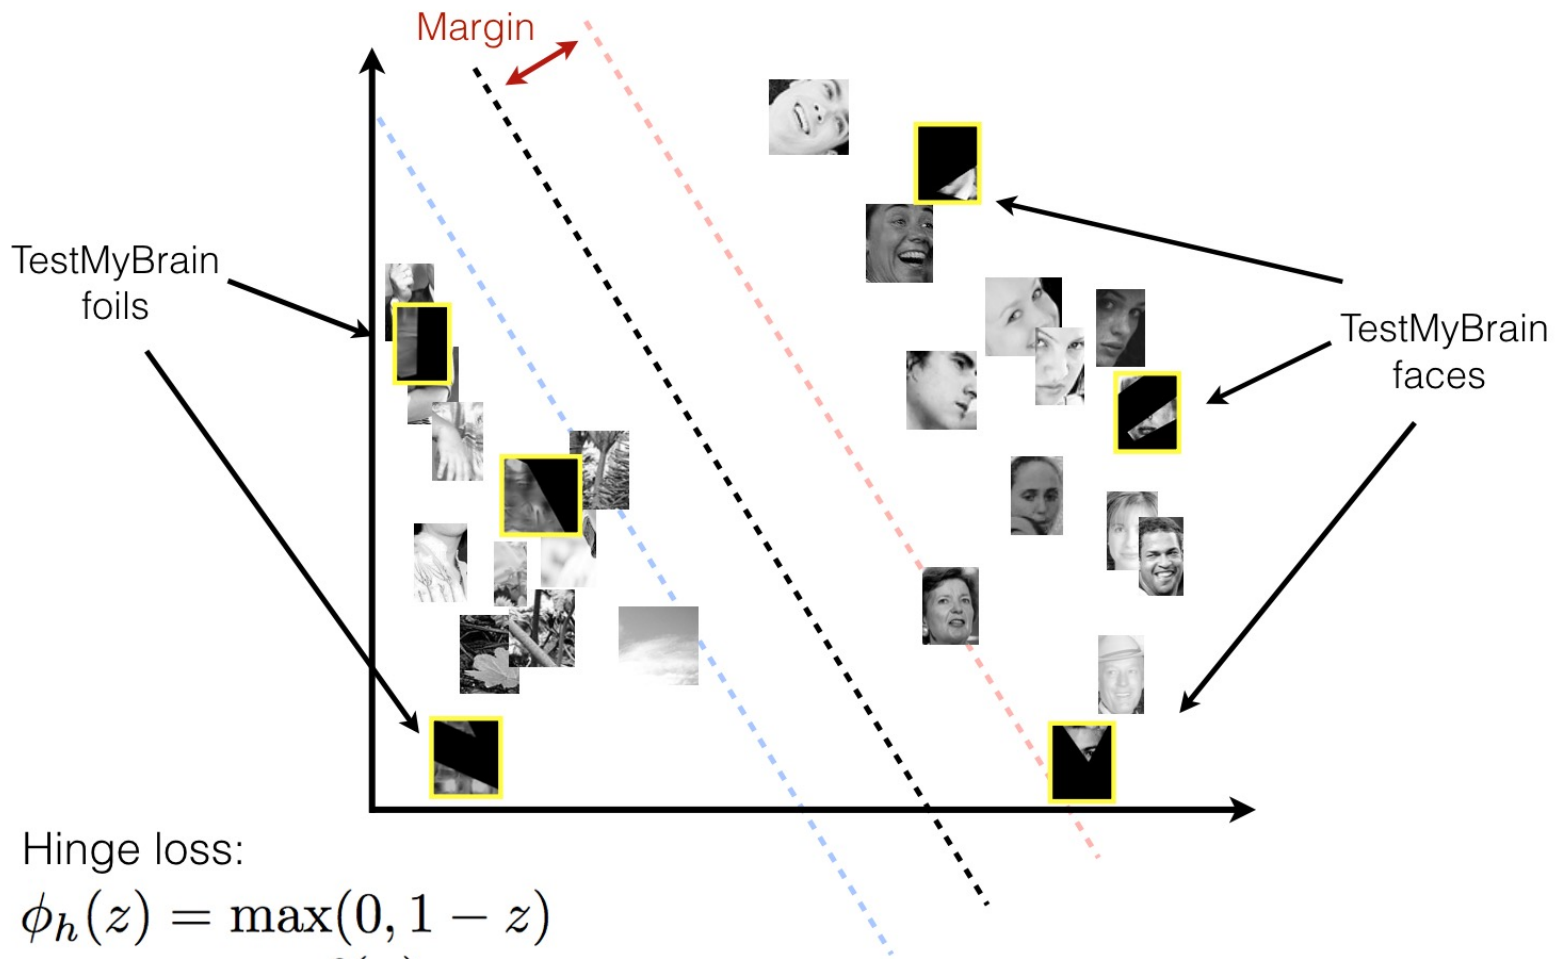 Margin
TestMyBrain
foils
TestMyBrain
faces
Hinge loss:
ϕₕ(z) = max(0, 1 − z)